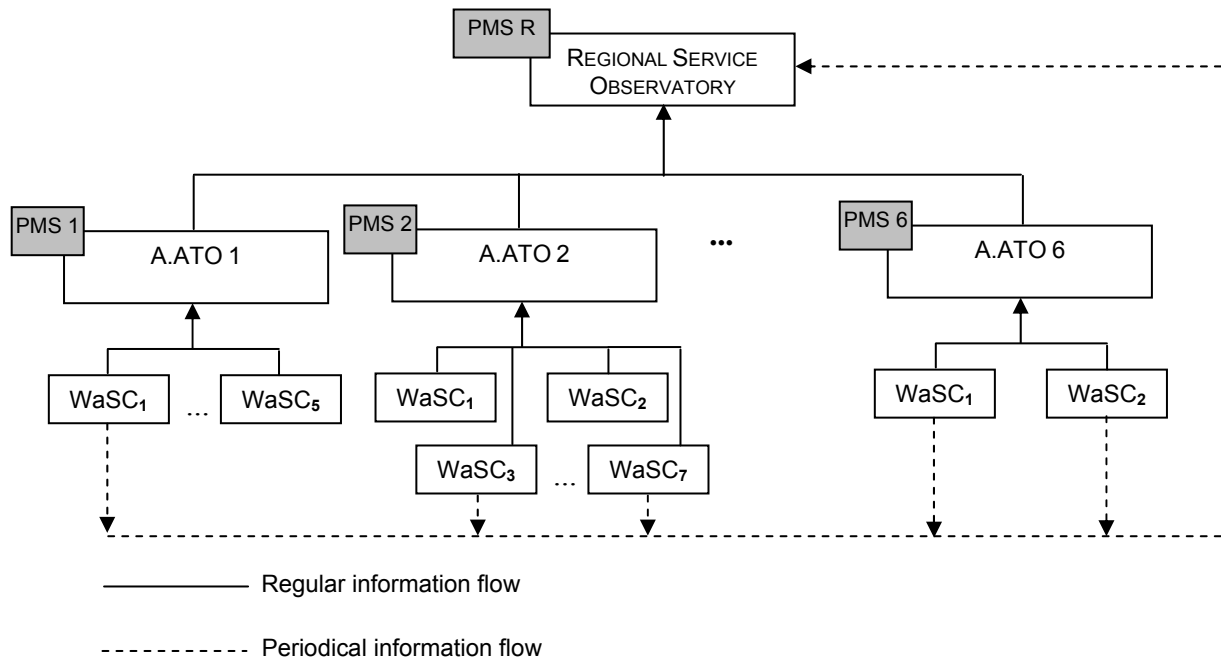 PMS R
REGIONAL SERVICE
OBSERVATORY
PMS 1
A.ATO 1
PMS 2
A.ATO 2
...
PMS 6
A.ATO 6
WaSC1
...
WaSC5
WaSC1
WaSC2
WaSC3
...
WaSC7
WaSC1
WaSC2
Regular information flow
Periodical information flow